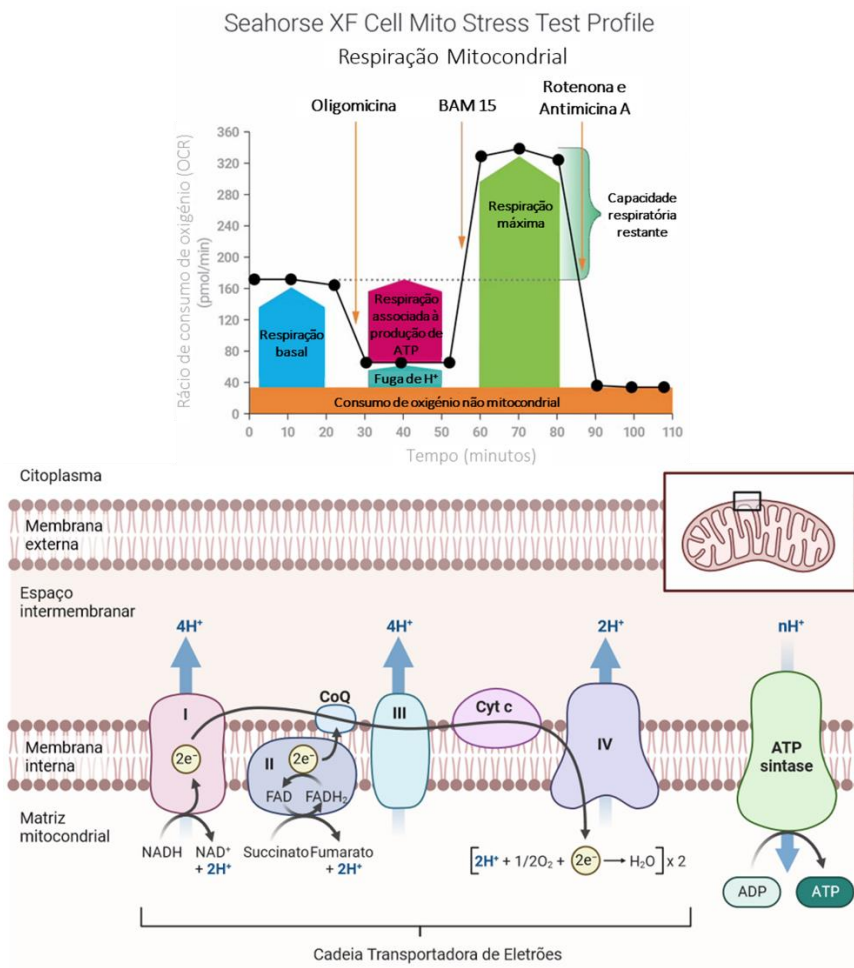 Seahorse XF Cell Mito Stress Test Profile
Respiração Mitocondrial
Oligomicina
BAM 15
Rotenona e
Antimicina A
Rácio de consumo de oxigénio (OCR)
(pmol/min)
360
320
280
240
200
160
120
80
40
0
Respiração
basal
Respiração
associada à
produção de
ATP
Fuga de H⁺
Respiração
máxima
Capacidade
respiratória
restante
Consumo de oxigénio não mitocondrial
0 10 20 30 40 50 60 70 80 90 100 110
Tempo (minutos)
Citoplasma
Membrana
externa
Espaço
intermembranar
4H⁺
4H⁺
2H⁺
nH⁺
Membrana
interna
I
2e⁻
CoQ
II
2e⁻
FAD
FADH₂
III
Cyt c
IV
ATP
sintase
Matriz
mitocondrial
NADH
NAD⁺
+ 2H⁺
Succinato
Fumarato
+ 2H⁺
[2H⁺ + 1/2O₂ + 2e⁻ → H₂O] x 2
ADP
ATP
Cadeia Transportadora de Eletrões